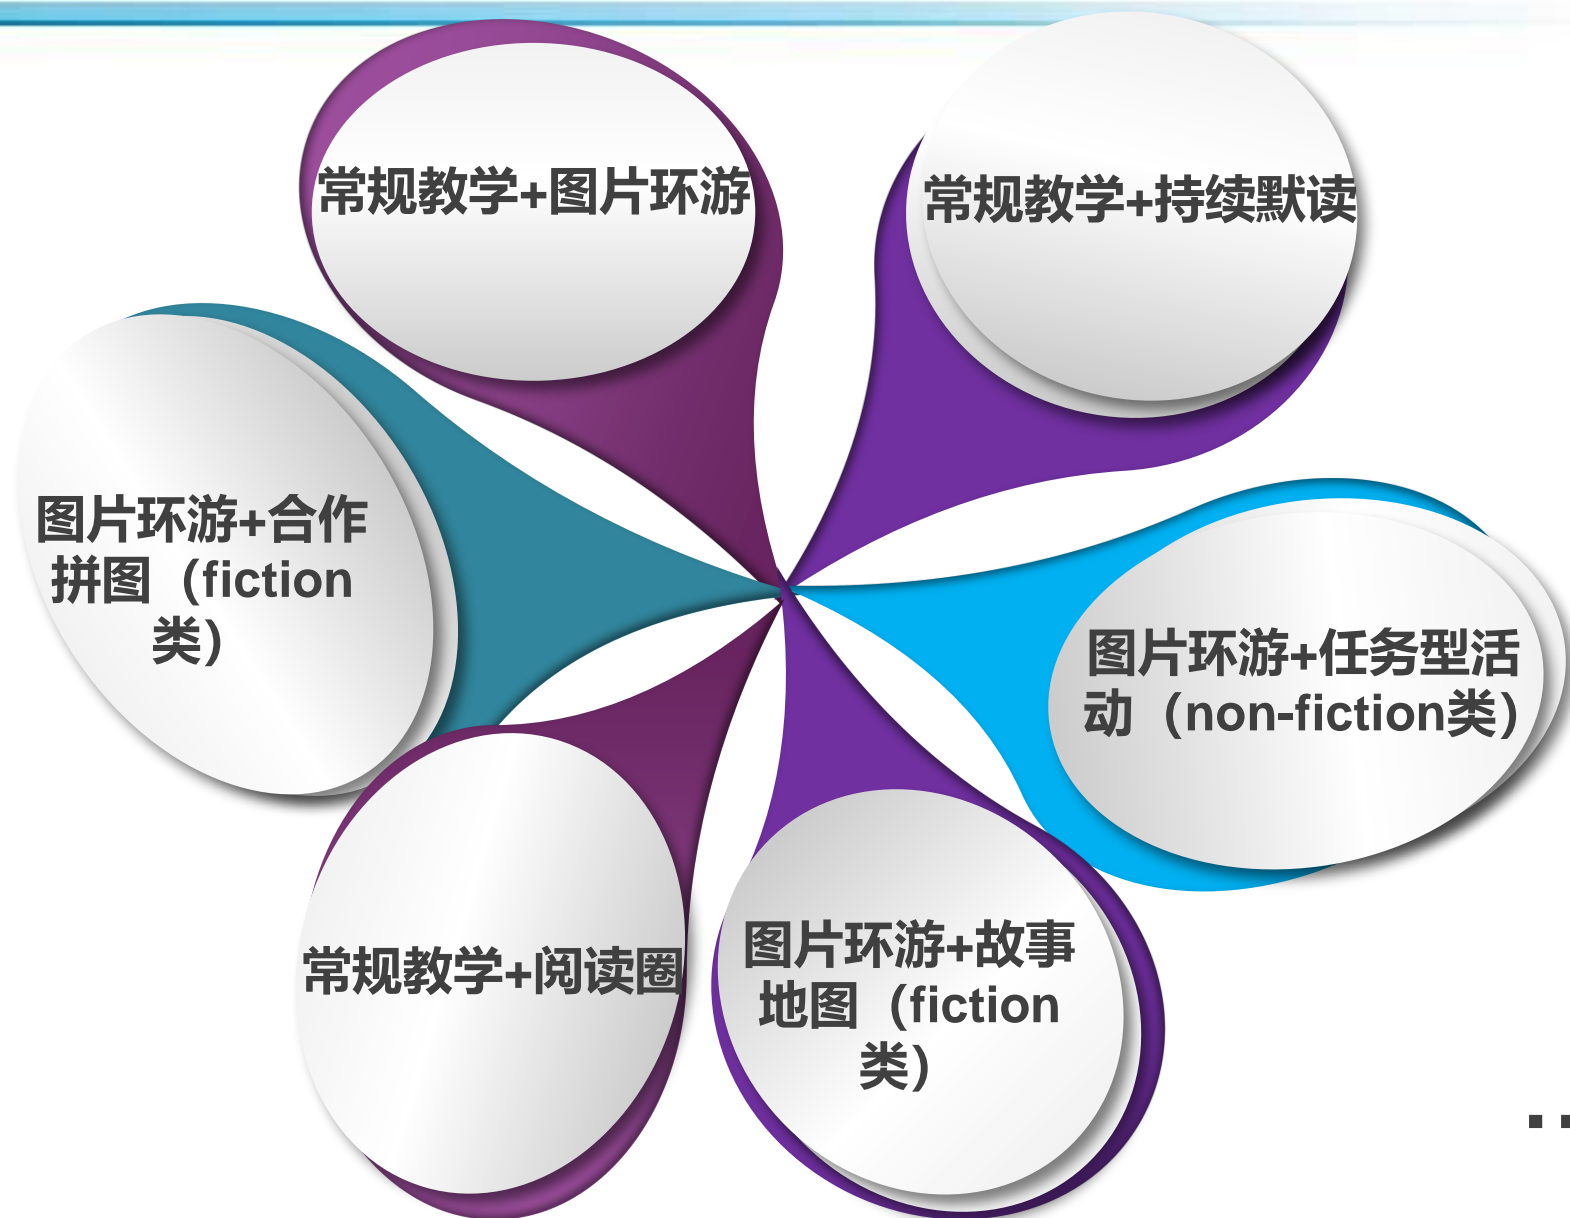 常规教学+图片环游
常规教学+持续默读
图片环游+合作
拼图（fiction
类）
图片环游+任务型活
动（non-fiction类）
常规教学+阅读圈
图片环游+故事
地图（fiction
类）
..